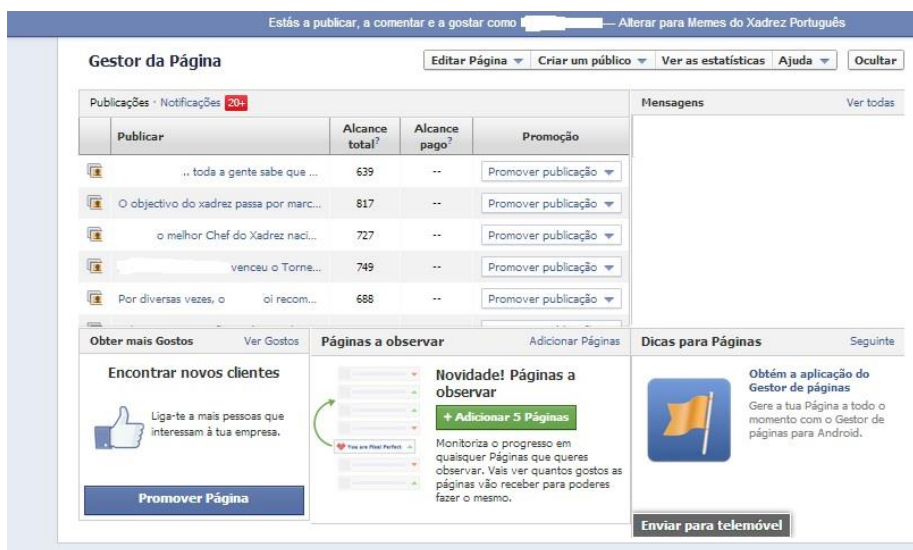 Estás a publicar, a comentar e a gostar como — Alterar para Memes do Xadrez Português
Gestor da Página
Editar Página Criar um público Ver as estatísticas Ajuda Ocultar
Publicações · Notificações 20+
Mensagens Ver todas
Publicar Alcance total? Alcance pago? Promoção
.. toda a gente sabe que ... 639 -- Promover publicação
O objectivo do xadrez passa por marc... 817 -- Promover publicação
o melhor Chef do Xadrez naci... 727 -- Promover publicação
venceu o Torne... 749 -- Promover publicação
Por diversas vezes, o oi recom... 688 -- Promover publicação
Obter mais Gostos Ver Gostos
Encontrar novos clientes
Liga-te a mais pessoas que
interessam à tua empresa.
Promover Página
Páginas a observar Adicionar Páginas
Novidade! Páginas a
observar
+ Adicionar 5 Páginas
You are Pixel Perfect
Monitoriza o progresso em
quaisquer Páginas que queres
observar. Vais ver quantos gostos as
páginas vão receber para poderes
fazer o mesmo.
Dicas para Páginas Seguinte
Obtém a aplicação do
Gestor de páginas
Gere a tua Página a todo o
momento com o Gestor de
páginas para Android.
Enviar para telemóvel